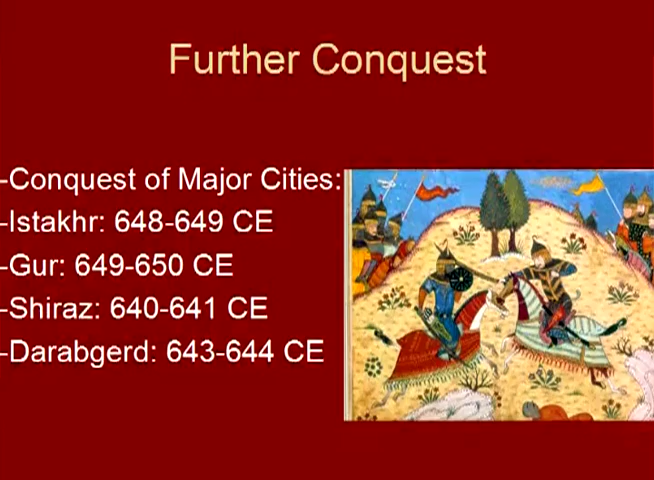 Further Conquest
-Conquest of Major Cities:
-Istakhr: 648-649 CE
-Gur: 649-650 CE
-Shiraz: 640-641 CE
-Darabgerd: 643-644 CE